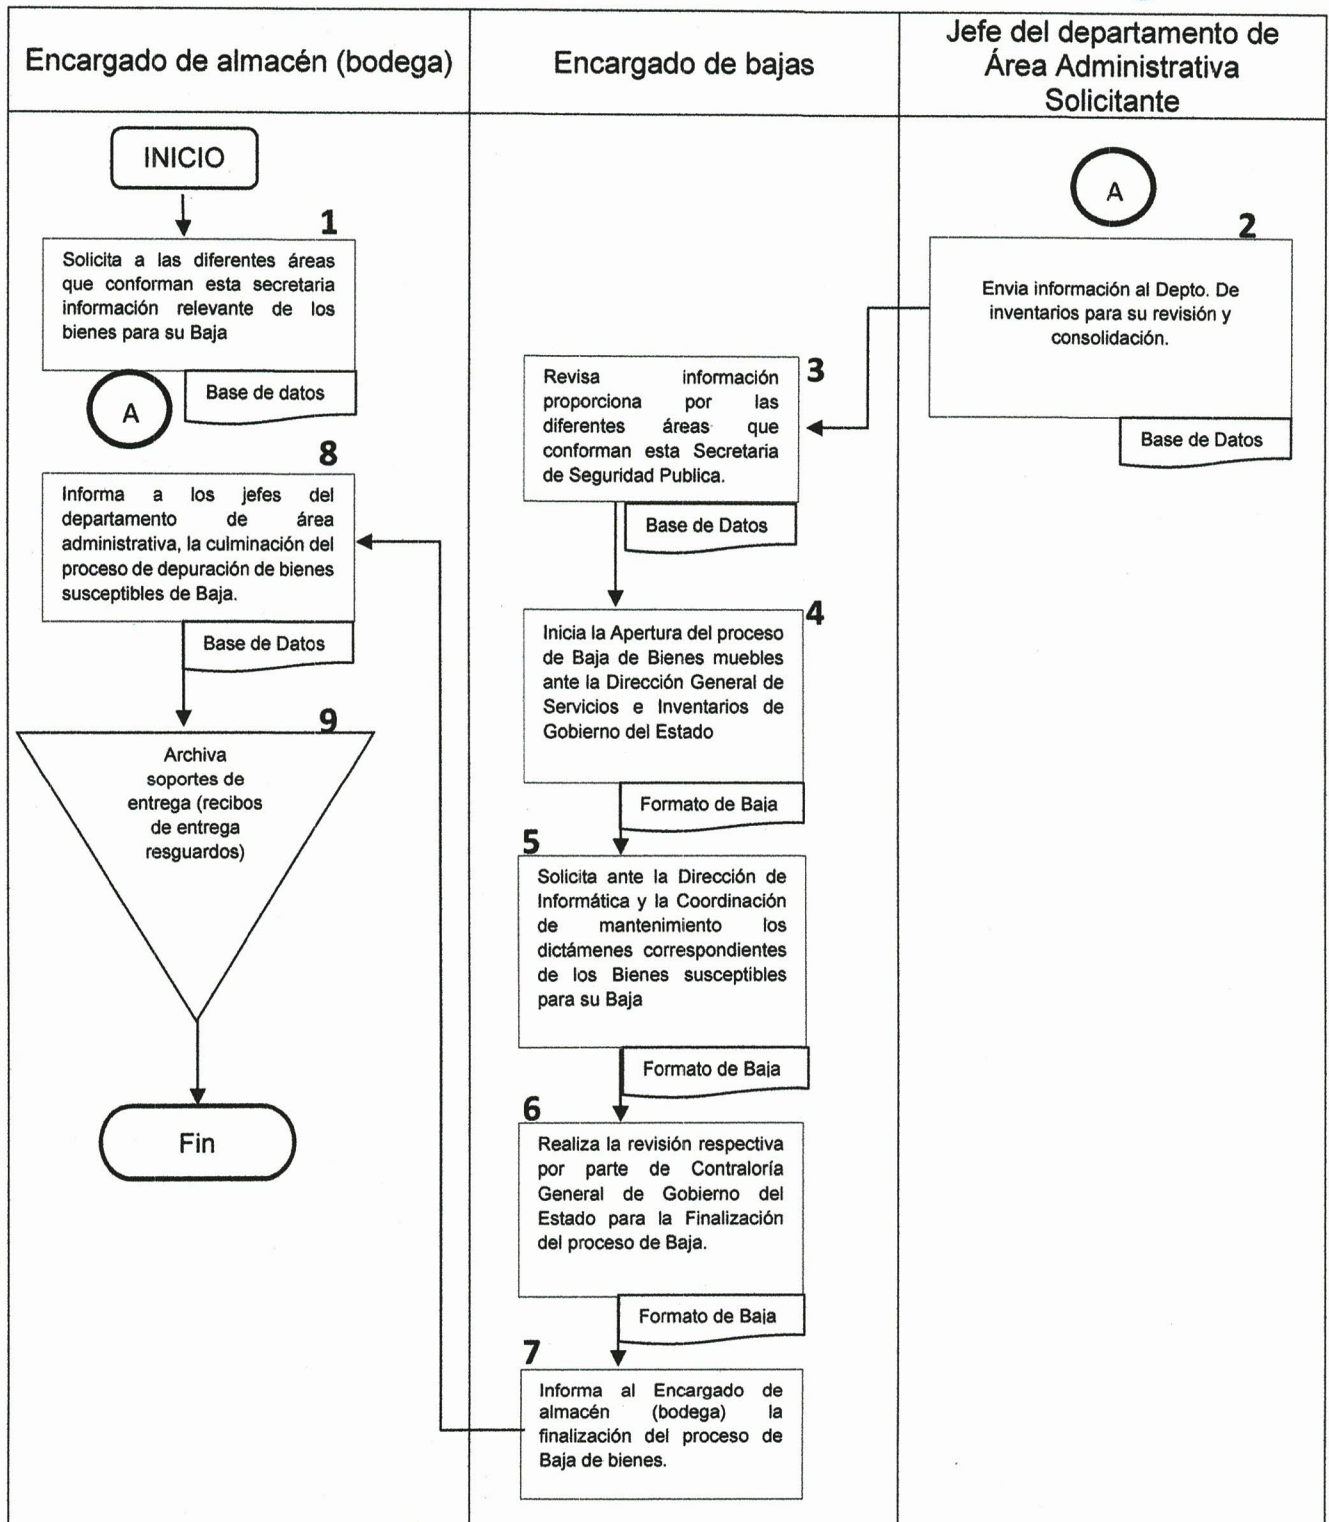 Encargado de almacén (bodega)
Encargado de bajas
Jefe del departamento de
Área Administrativa
Solicitante
INICIO
1
Solicita a las diferentes áreas
que conforman esta secretaria
información relevante de los
bienes para su Baja
Base de datos
A
A
2
Envia información al Depto. De
inventarios para su revisión y
consolidación.
Base de Datos
3
Revisa información
proporciona por las
diferentes áreas que
conforman esta Secretaria
de Seguridad Publica.
Base de Datos
4
Inicia la Apertura del proceso
de Baja de Bienes muebles
ante la Dirección General de
Servicios e Inventarios de
Gobierno del Estado
Formato de Baja
5
Solicita ante la Dirección de
Informática y la Coordinación
de mantenimiento los
dictámenes correspondientes
de los Bienes susceptibles
para su Baja
Formato de Baja
6
Realiza la revisión respectiva
por parte de Contraloría
General de Gobierno del
Estado para la Finalización
del proceso de Baja.
Formato de Baja
7
Informa al Encargado de
almacén (bodega) la
finalización del proceso de
Baja de bienes.
8
Informa a los jefes del
departamento de área
administrativa, la culminación del
proceso de depuración de bienes
susceptibles de Baja.
Base de Datos
9
Archiva
soportes de
entrega (recibos
de entrega
resguardos)
Fin